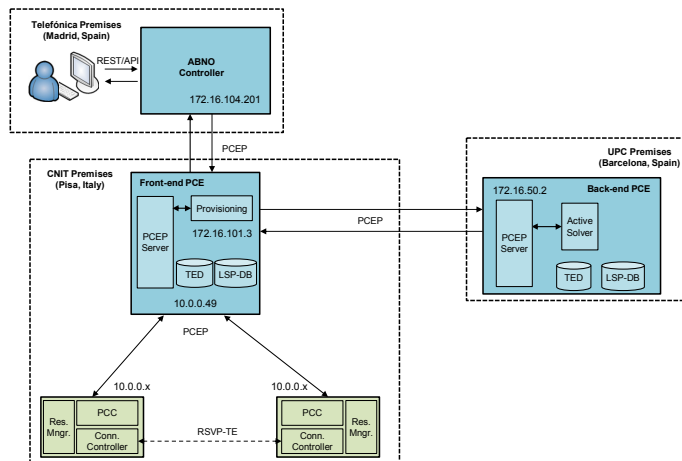 Telefónica Premises
(Madrid, Spain)
REST/API
ABNO
Controller
172.16.104.201
PCEP
CNIT Premises
(Pisa, Italy)
Front-end PCE
PCEP
Server
Provisioning
172.16.101.3
TED
LSP-DB
10.0.0.49
PCEP
UPC Premises
(Barcelona, Spain)
172.16.50.2
Back-end PCE
PCEP
Server
Active
Solver
TED
LSP-DB
PCEP
10.0.0.x
10.0.0.x
Res.
Mngr.
PCC
Conn.
Controller
RSVP-TE
PCC
Conn.
Controller
Res.
Mngr.